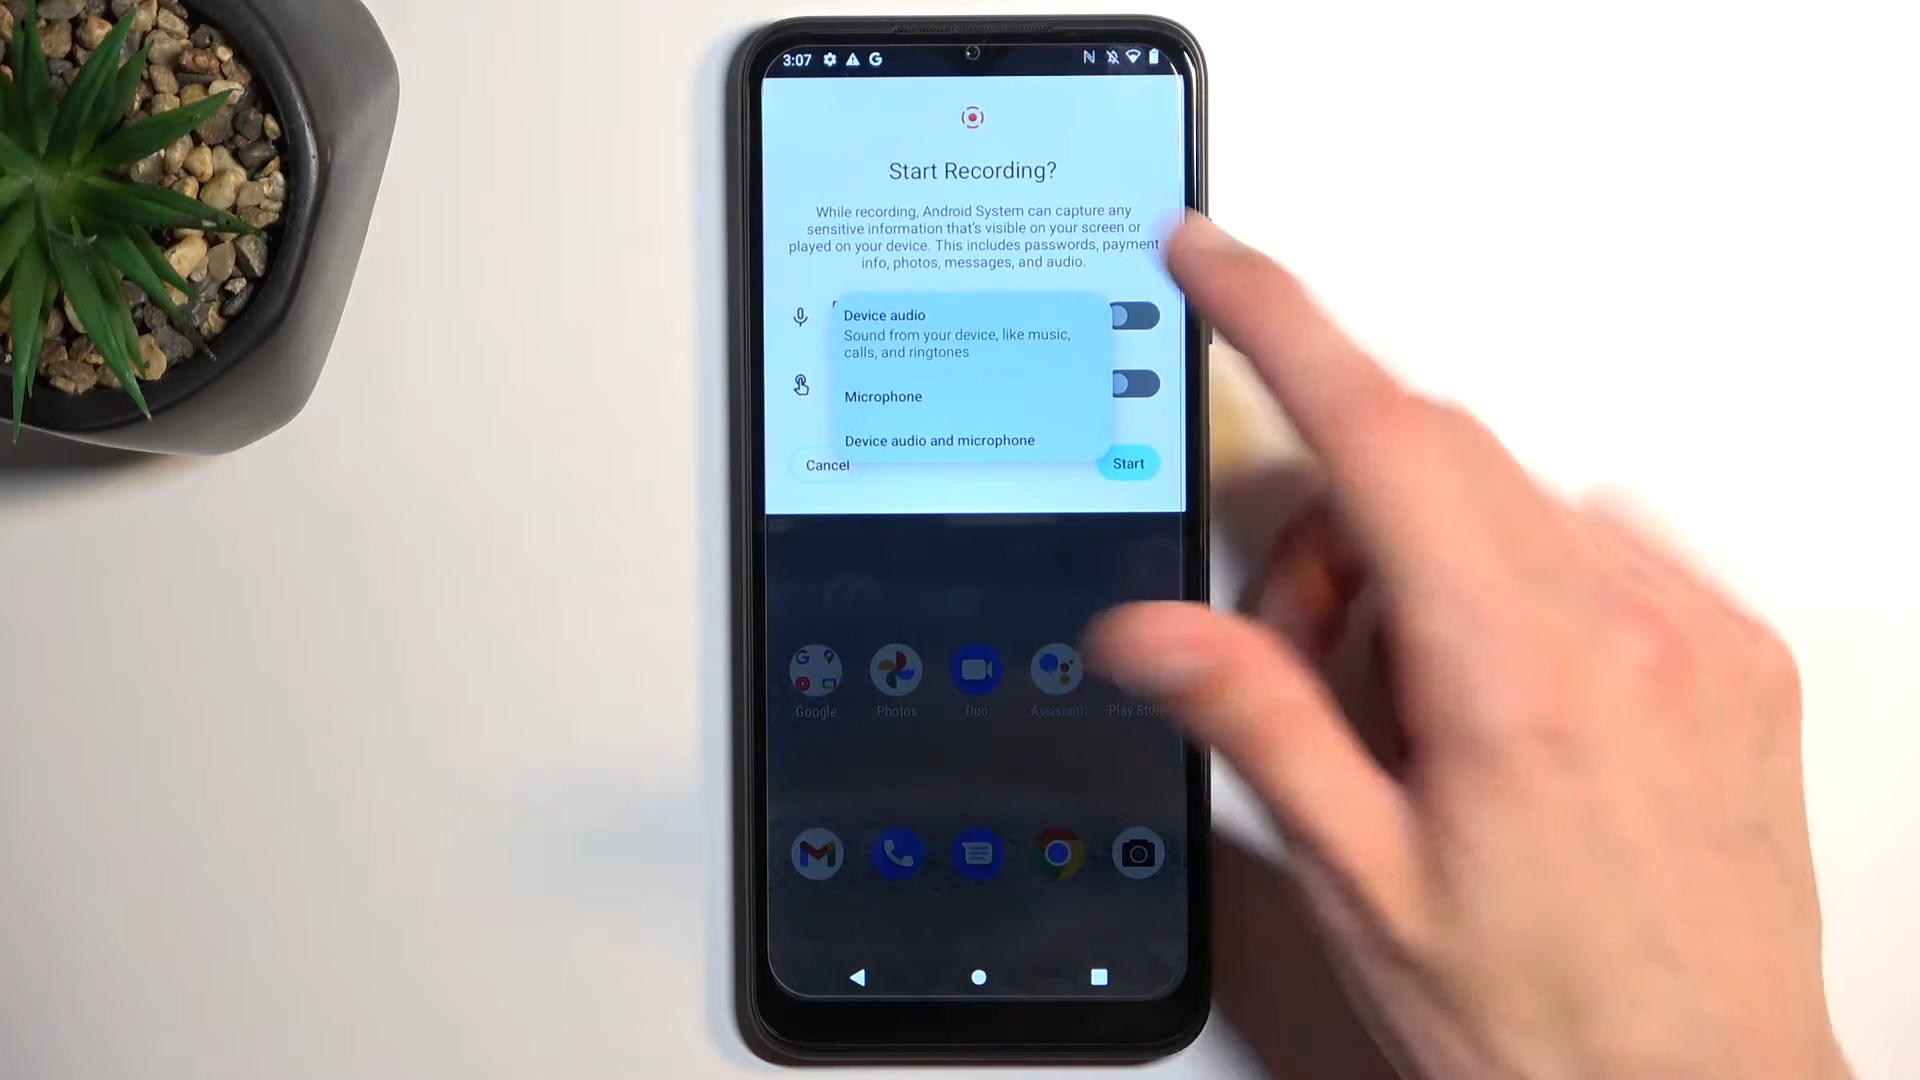 3:07
Start Recording?
While recording, Android System can capture any
sensitive information that's visible on your screen or
played on your device. This includes passwords, payment
info, photos, messages, and audio.
Device audio
Sound from your device, like music,
calls, and ringtones
Microphone
Device audio and microphone
Cancel
Start
Google
Photos
Duo
Assistant
Play Store